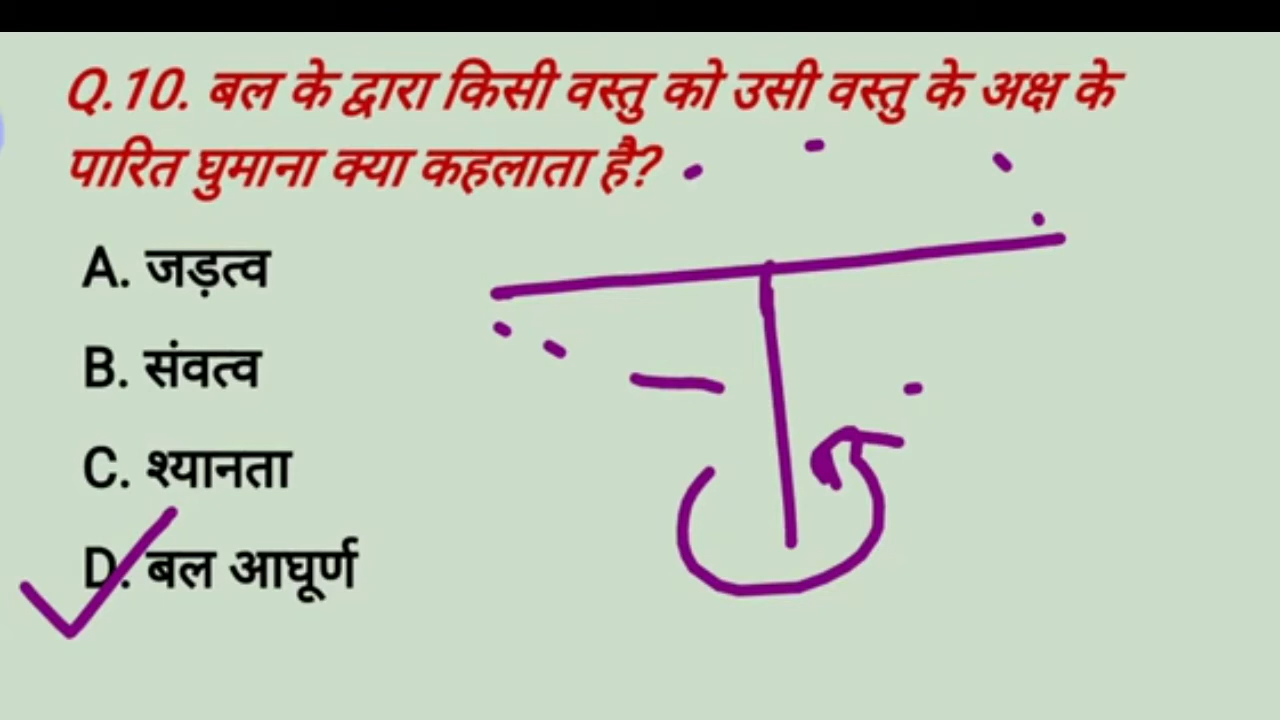 Q.10. बल के द्वारा किसी वस्तु को उसी वस्तु के अक्ष के
पारित घुमाना क्या कहलाता है?
A. जड़त्व
B. संवत्व
C. श्यानता
D. बल आघूर्ण